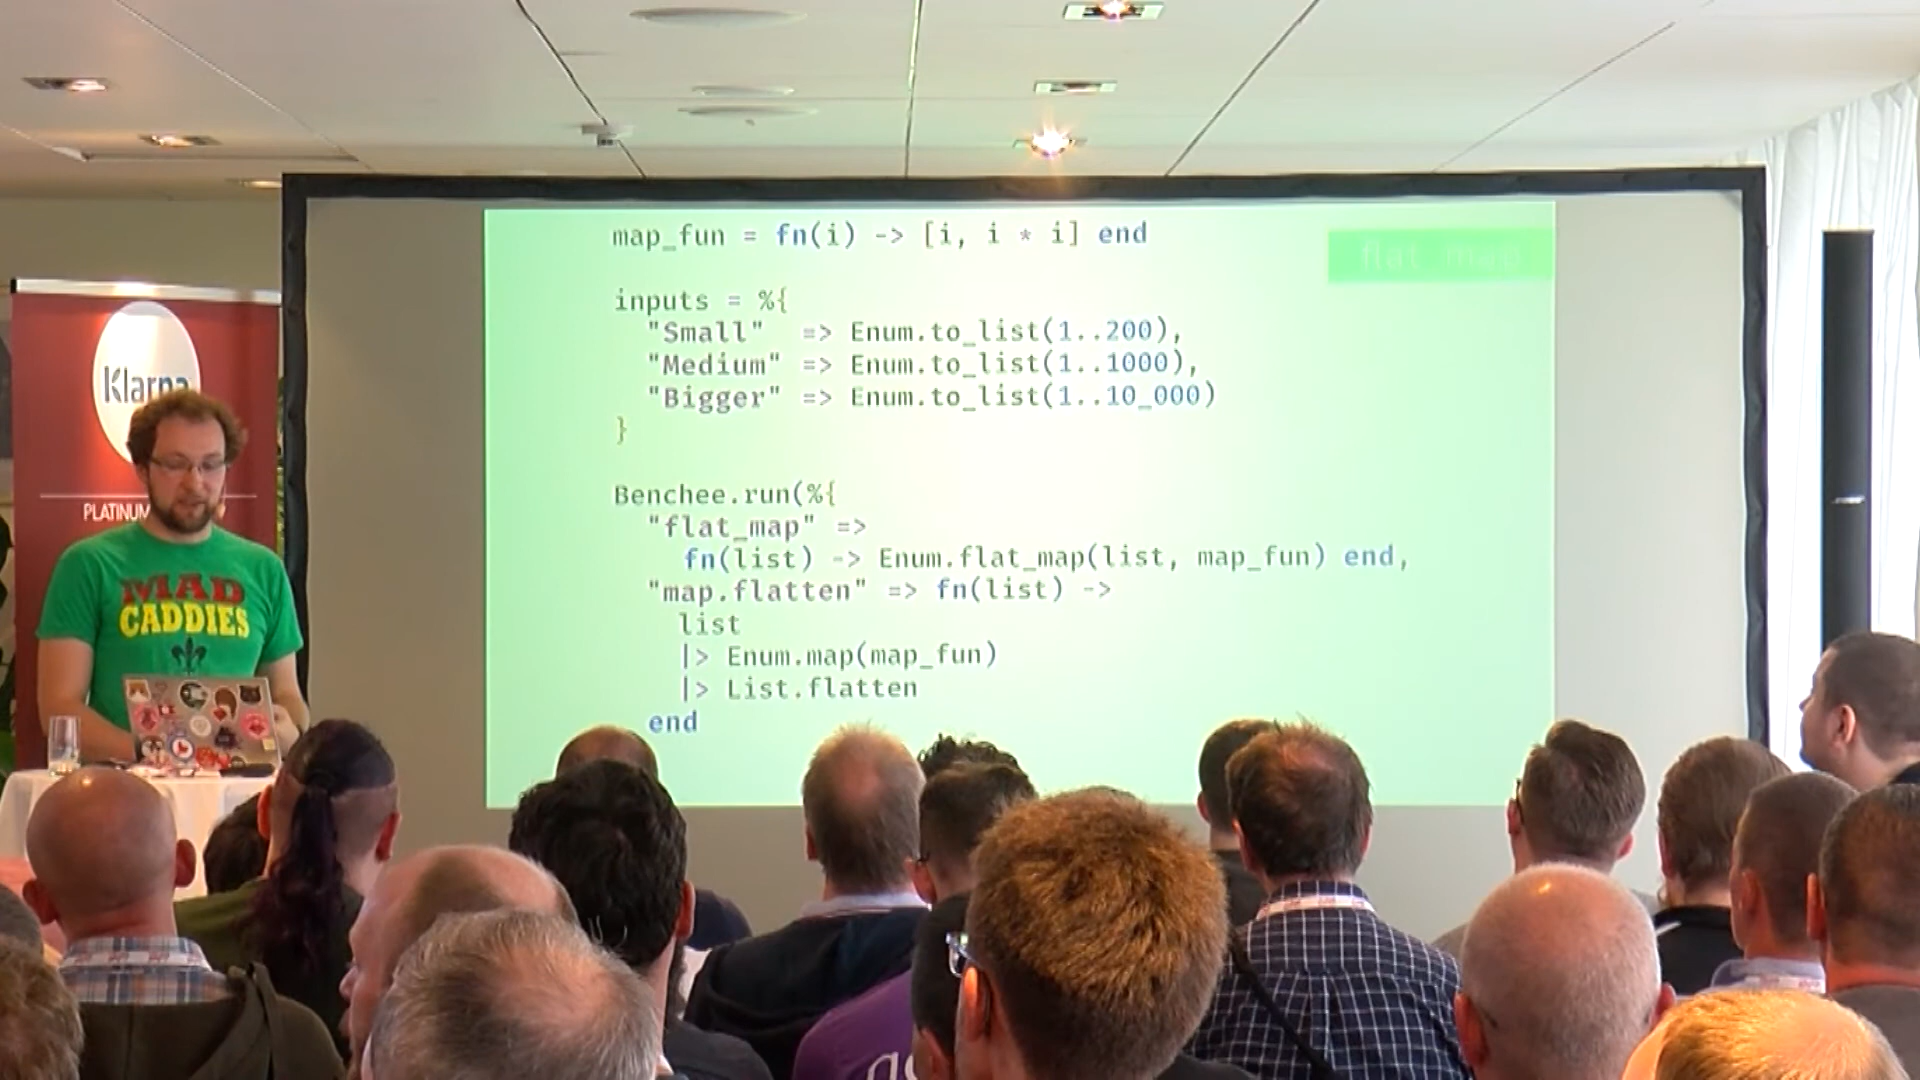 map_fun = fn(i) -> [i, i * i] end
flat_map
inputs = %{
"Small" => Enum.to_list(1..200),
"Medium" => Enum.to_list(1..1000),
"Bigger" => Enum.to_list(1..10_000)
}
Benchee.run(%{
"flat_map" =>
fn(list) -> Enum.flat_map(list, map_fun) end,
"map.flatten" => fn(list) ->
list
|> Enum.map(map_fun)
|> List.flatten
end
Klarna
PLATINUM
MAD
CADDIES